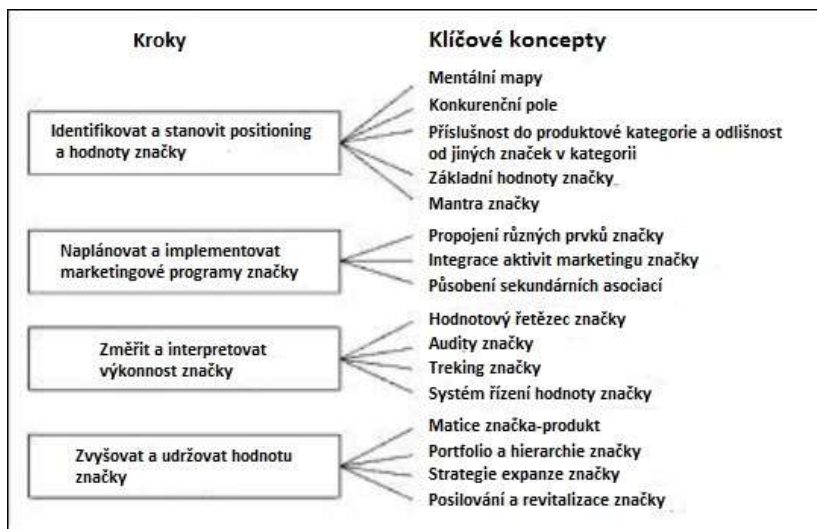 Kroky
Klíčové koncepty
Identifikovat a stanovit positioning
a hodnoty značky
Mentální mapy
Konkurenční pole
Příslušnost do produktové kategorie a odlišnost
od jiných značek v kategorii
Základní hodnoty značky
Mantra značky
Naplánovat a implementovat
marketingové programy značky
Propojení různých prvků značky
Integrace aktivit marketingu značky
Působení sekundárních asociací
Změřit a interpretovat
výkonnost značky
Hodnotový řetězec značky
Audity značky
Treking značky
Systém řízení hodnoty značky
Zvyšovat a udržovat hodnotu
značky
Matice značka-produkt
Portfolio a hierarchie značky
Strategie expanze značky
Posilování a revitalizace značky